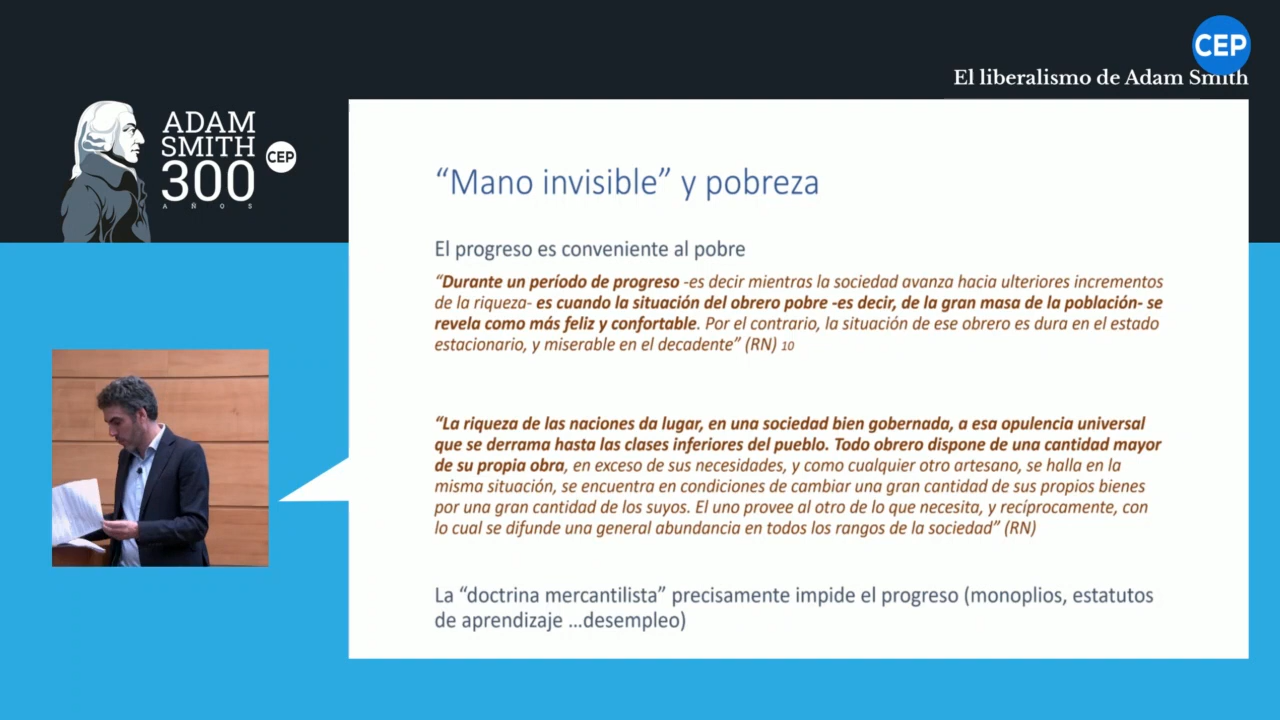 CEP
El liberalismo de Adam Smith
ADAM
SMITH
300
AÑOS
CEP
“Mano invisible” y pobreza
El progreso es conveniente al pobre
“Durante un período de progreso -es decir mientras la sociedad avanza hacia ulteriores incrementos
de la riqueza- es cuando la situación del obrero pobre -es decir, de la gran masa de la población- se
revela como más feliz y confortable. Por el contrario, la situación de ese obrero es dura en el estado
estacionario, y miserable en el decadente” (RN) 10
“La riqueza de las naciones da lugar, en una sociedad bien gobernada, a esa opulencia universal
que se derrama hasta las clases inferiores del pueblo. Todo obrero dispone de una cantidad mayor
de su propia obra, en exceso de sus necesidades, y como cualquier otro artesano, se halla en la
misma situación, se encuentra en condiciones de cambiar una gran cantidad de sus propios bienes
por una gran cantidad de los suyos. El uno provee al otro de lo que necesita, y recíprocamente, con
lo cual se difunde una general abundancia en todos los rangos de la sociedad” (RN)
La “doctrina mercantilista” precisamente impide el progreso (monoplios, estatutos
de aprendizaje ...desempleo)